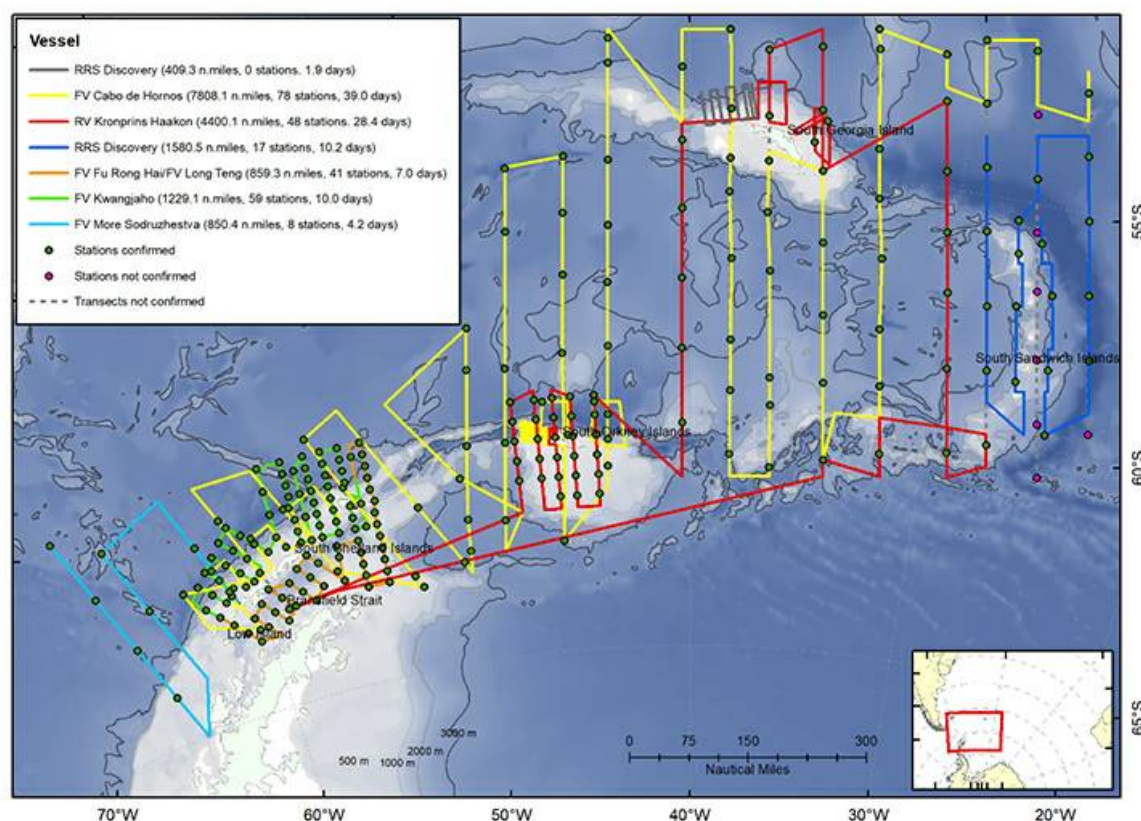 Vessel
RRS Discovery (409.3 n.miles, 0 stations. 1.9 days)
FV Cabo de Hornos (7808.1 n.miles, 78 stations, 39.0 days)
RV Kronprins Haakon (4400.1 n.miles, 48 stations. 28.4 days)
RRS Discovery (1580.5 n.miles, 17 stations, 10.2 days)
FV Fu Rong Hai/FV Long Teng (859.3 n.miles, 41 stations, 7.0 days)
FV Kwangjaho (1229.1 n.miles, 59 stations, 10.0 days)
FV More Sodruzhestva (850.4 n.miles, 8 stations, 4.2 days)
Stations confirmed
Stations not confirmed
Transects not confirmed
South Georgia Island
55°S
South Sandwich Islands
South Orkney Islands
60°S
South Shetland Islands
Bransfield Strait
Low Island
65°S
3000 m
2000 m
1000 m
500 m
0 75 150 300
Nautical Miles
70°W 60°W 50°W 40°W 30°W 20°W